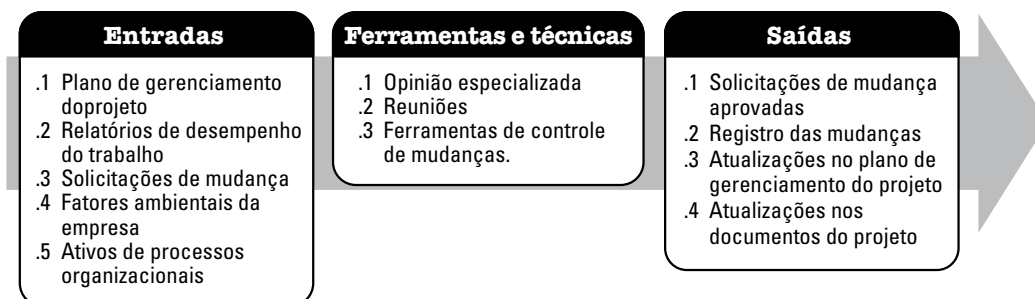 Entradas
.1 Plano de gerenciamento
doprojeto
.2 Relatórios de desempenho
do trabalho
.3 Solicitações de mudança
.4 Fatores ambientais da
empresa
.5 Ativos de processos
organizacionais
Ferramentas e técnicas
.1 Opinião especializada
.2 Reuniões
.3 Ferramentas de controle
de mudanças.
Saídas
.1 Solicitações de mudança
aprovadas
.2 Registro das mudanças
.3 Atualizações no plano de
gerenciamento do projeto
.4 Atualizações nos
documentos do projeto